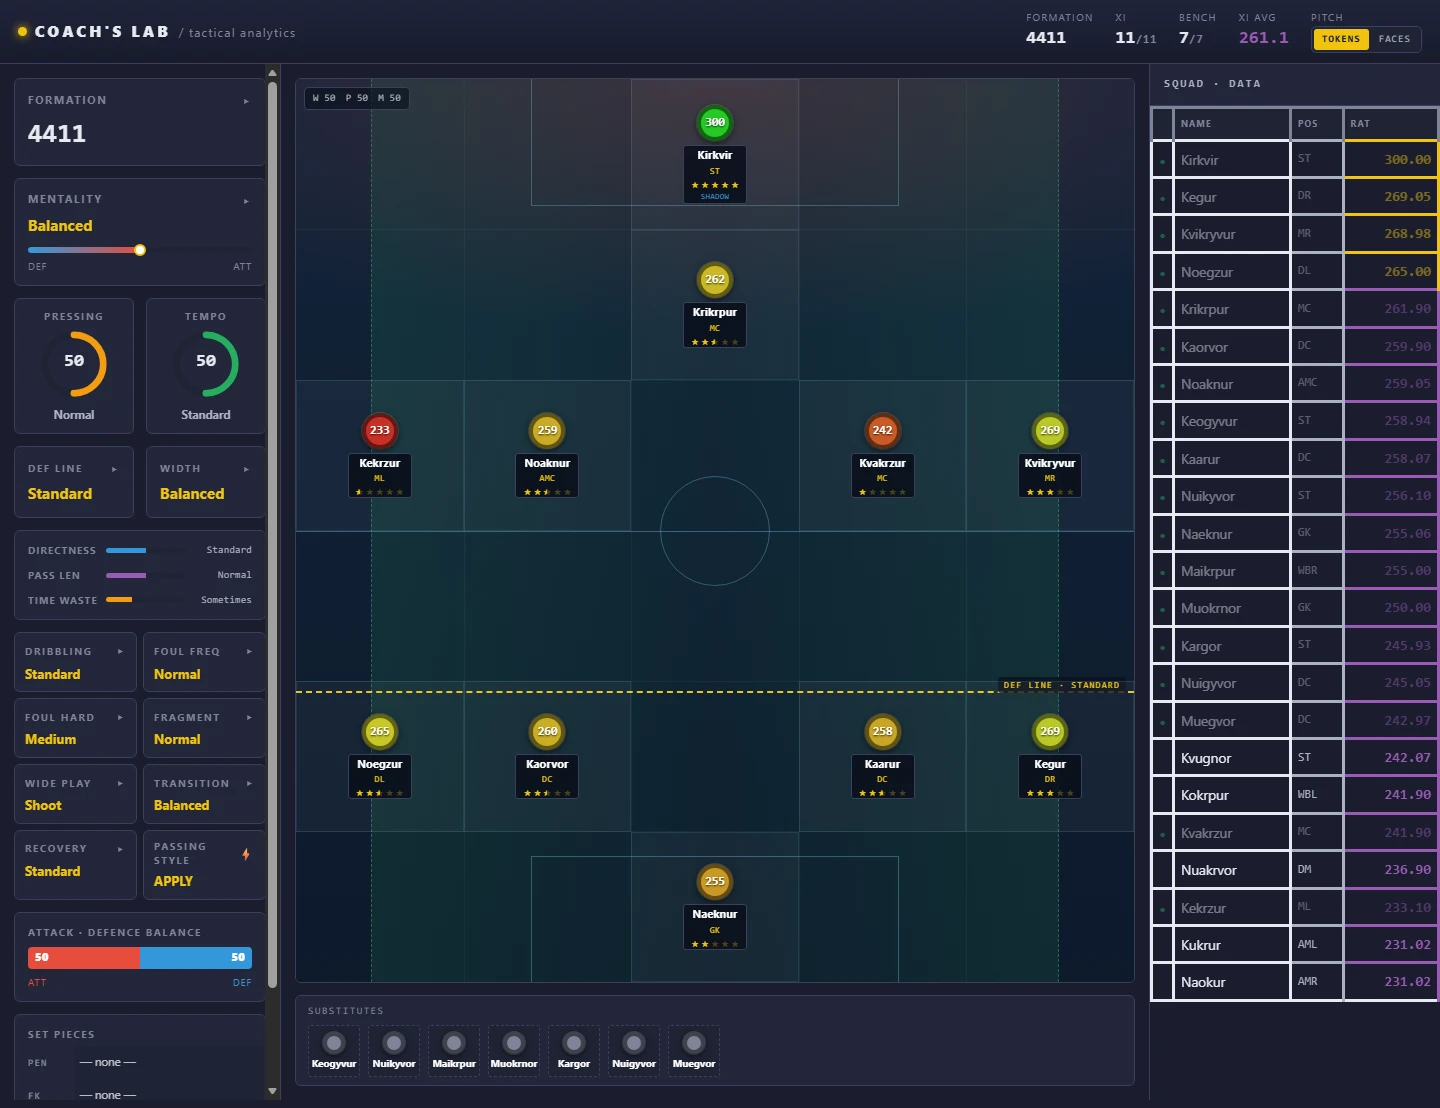 COACH'S LAB / tactical analytics
FORMATION
4411
XI
11/11
BENCH
7/7
XI AVG
261.1
PITCH
TOKENS FACES
FORMATION
4411
MENTALITY
Balanced
DEF ATT
PRESSING
50
Normal
TEMPO
50
Standard
DEF LINE
Standard
WIDTH
Balanced
DIRECTNESS Standard
PASS LEN Normal
TIME WASTE Sometimes
DRIBBLING
Standard
FOUL FREQ
Normal
FOUL HARD
Medium
FRAGMENT
Normal
WIDE PLAY
Shoot
TRANSITION
Balanced
RECOVERY
Standard
PASSING
STYLE
APPLY
ATTACK · DEFENCE BALANCE
50 50
ATT DEF
SET PIECES
PEN — none —
FK — none —
W 50 P 50 M 50
300
Kirkvir
ST
SHADOW
262
Krikrpur
MC
233
Kekrzur
ML
259
Noaknur
AMC
242
Kvakrzur
MC
269
Kvikryvur
MR
DEF LINE · STANDARD
265
Noegzur
DL
260
Kaorvor
DC
258
Kaarur
DC
269
Kegur
DR
255
Naeknur
GK
SUBSTITUTES
Keogyvur
Nuikyvor
Maikrpur
Muokrnor
Kargor
Nuigyvor
Muegvor
SQUAD · DATA
NAME POS RAT
Kirkvir ST 300.00
Kegur DR 269.05
Kvikryvur MR 268.98
Noegzur DL 265.00
Krikrpur MC 261.90
Kaorvor DC 259.90
Noaknur AMC 259.05
Keogyvur ST 258.94
Kaarur DC 258.07
Nuikyvor ST 256.10
Naeknur GK 255.06
Maikrpur WBR 255.00
Muokrnor GK 250.00
Kargor ST 245.93
Nuigyvor DC 245.05
Muegvor DC 242.97
Kvugnor ST 242.07
Kokrpur WBL 241.90
Kvakrzur MC 241.90
Nuakrvor DM 236.90
Kekrzur ML 233.10
Kukrur AML 231.02
Naokur AMR 231.02